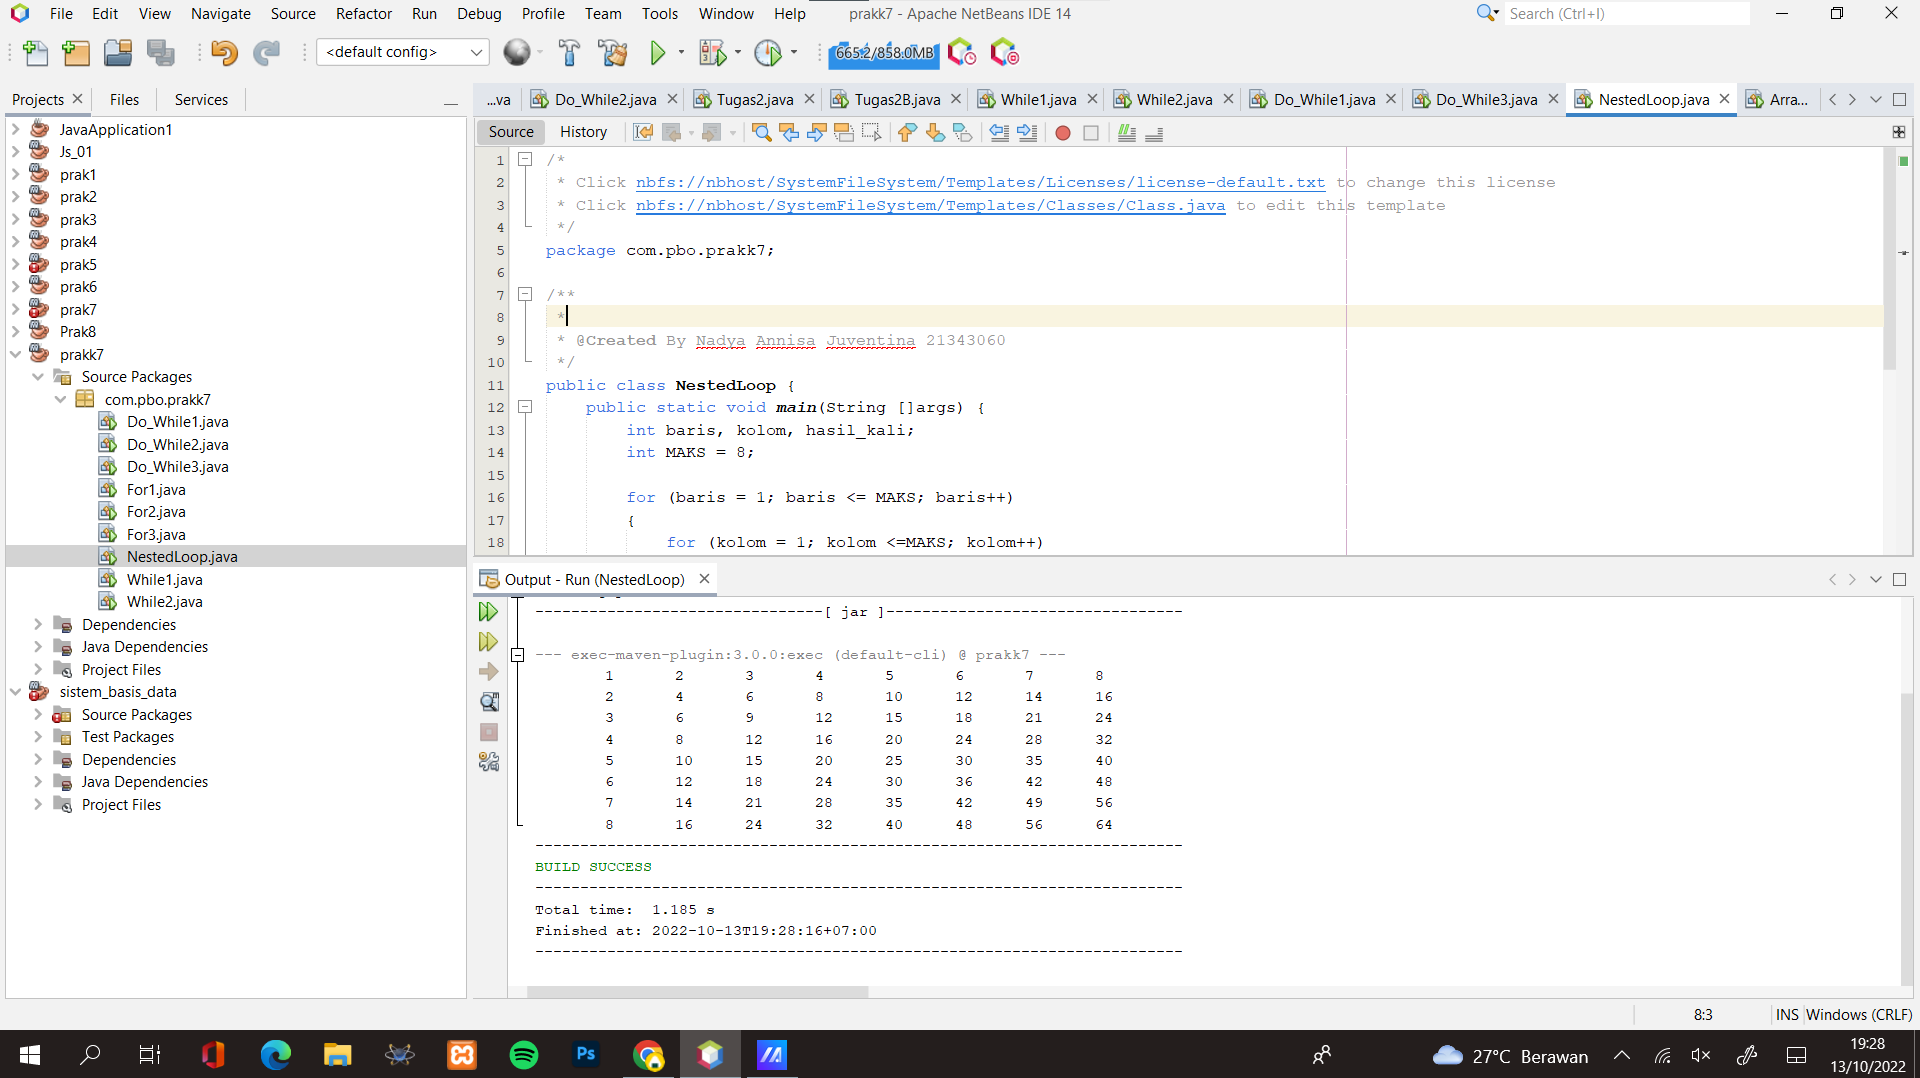 File Edit View Navigate Source Refactor Run Debug Profile Team Tools Window Help prakk7 - Apache NetBeans IDE 14 Search (Ctrl+I)
<default config> 665.2/858.0MB
Projects Files Services
...va Do_While2.java Tugas2.java Tugas2B.java While1.java While2.java Do_While1.java Do_While3.java NestedLoop.java Arra...
Source History
JavaApplication1
Js_01
prak1
prak2
prak3
prak4
prak5
prak6
prak7
Prak8
prakk7
Source Packages
com.pbo.prakk7
Do_While1.java
Do_While2.java
Do_While3.java
For1.java
For2.java
For3.java
NestedLoop.java
While1.java
While2.java
Dependencies
Java Dependencies
Project Files
sistem_basis_data
Source Packages
Test Packages
Dependencies
Java Dependencies
Project Files
1 /*
2 * Click nbfs://nbhost/SystemFileSystem/Templates/Licenses/license-default.txt to change this license
3 * Click nbfs://nbhost/SystemFileSystem/Templates/Classes/Class.java to edit this template
4 */
5 package com.pbo.prakk7;
6
7 /**
8 *
9 * @Created By Nadya Annisa Juventina 21343060
10 */
11 public class NestedLoop {
12 public static void main(String []args) {
13 int baris, kolom, hasil_kali;
14 int MAKS = 8;
15
16 for (baris = 1; baris <= MAKS; baris++)
17 {
18 for (kolom = 1; kolom <=MAKS; kolom++)
Output - Run (NestedLoop)
--------------------------------[ jar ]---------------------------------
--- exec-maven-plugin:3.0.0:exec (default-cli) @ prakk7 ---
1 2 3 4 5 6 7 8
2 4 6 8 10 12 14 16
3 6 9 12 15 18 21 24
4 8 12 16 20 24 28 32
5 10 15 20 25 30 35 40
6 12 18 24 30 36 42 48
7 14 21 28 35 42 49 56
8 16 24 32 40 48 56 64
------------------------------------------------------------------------
BUILD SUCCESS
------------------------------------------------------------------------
Total time: 1.185 s
Finished at: 2022-10-13T19:28:16+07:00
------------------------------------------------------------------------
8:3 INS Windows (CRLF)
Ps 27°C Berawan 19:28
13/10/2022